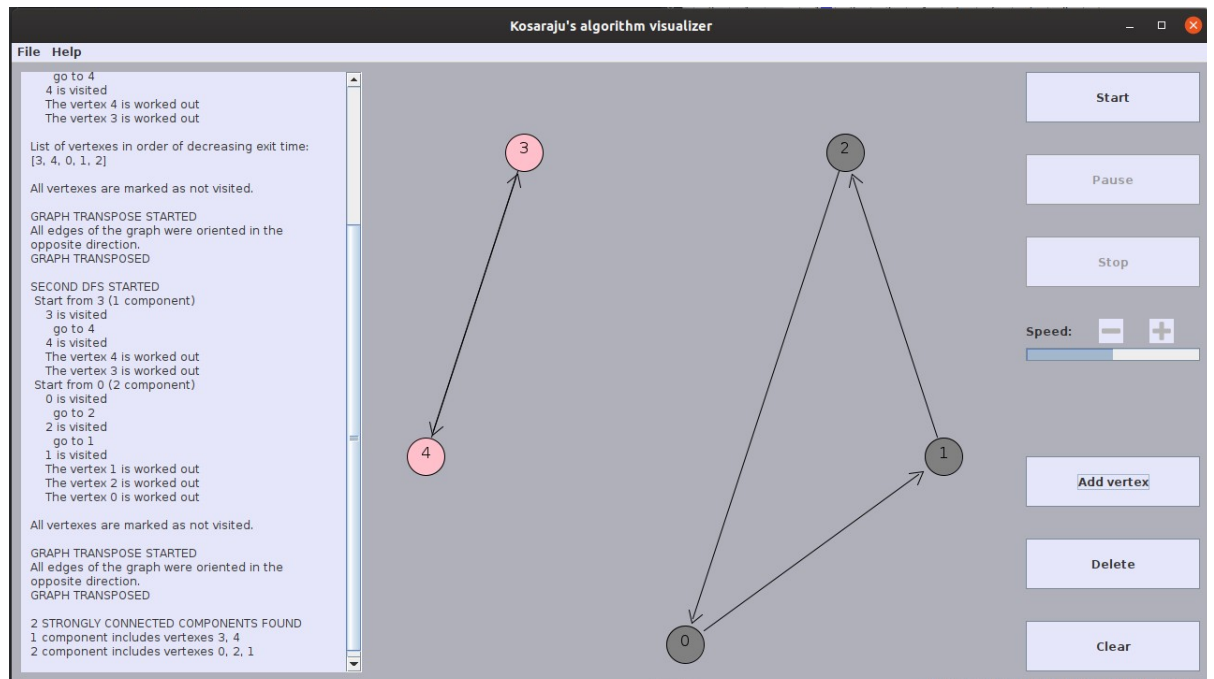 Kosaraju's algorithm visualizer
File Help
go to 4
4 is visited
The vertex 4 is worked out
The vertex 3 is worked out
List of vertexes in order of decreasing exit time:
[3, 4, 0, 1, 2]
All vertexes are marked as not visited.
GRAPH TRANSPOSE STARTED
All edges of the graph were oriented in the
opposite direction.
GRAPH TRANSPOSED
SECOND DFS STARTED
Start from 3 (1 component)
3 is visited
go to 4
4 is visited
The vertex 4 is worked out
The vertex 3 is worked out
Start from 0 (2 component)
0 is visited
go to 2
2 is visited
go to 1
1 is visited
The vertex 1 is worked out
The vertex 2 is worked out
The vertex 0 is worked out
All vertexes are marked as not visited.
GRAPH TRANSPOSE STARTED
All edges of the graph were oriented in the
opposite direction.
GRAPH TRANSPOSED
2 STRONGLY CONNECTED COMPONENTS FOUND
1 component includes vertexes 3, 4
2 component includes vertexes 0, 2, 1
3
2
4
1
0
Start
Pause
Stop
Speed:
Add vertex
Delete
Clear